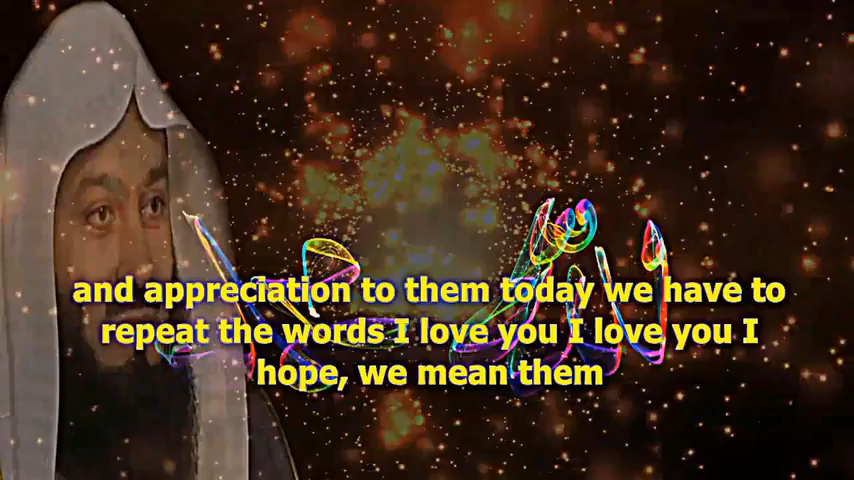 and appreciation to them today we have to
repeat the words I love you I love you I
hope, we mean them